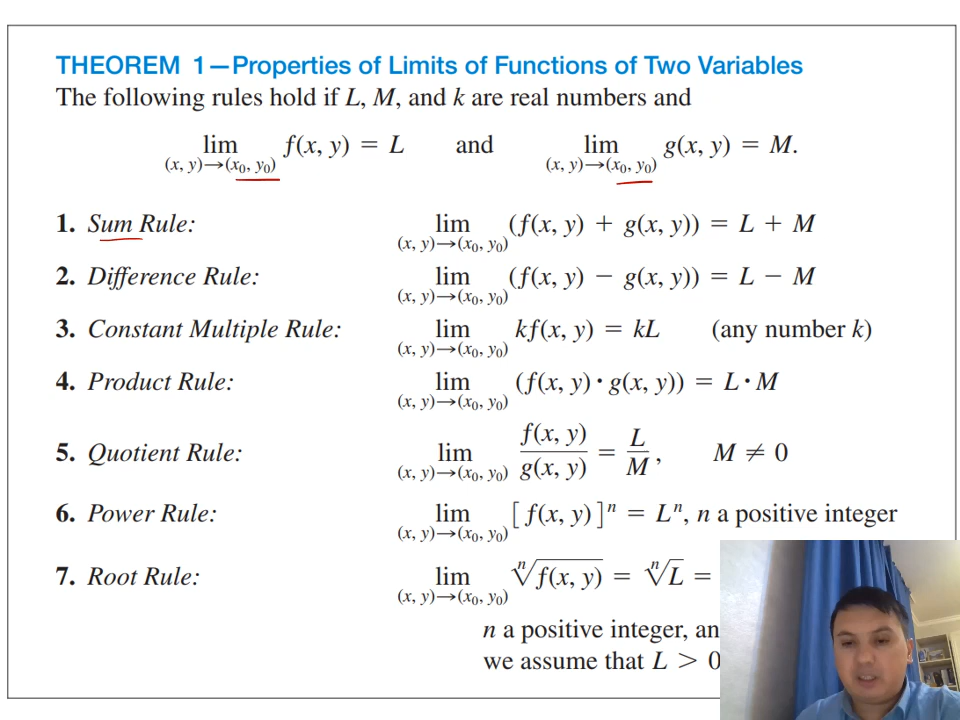 THEOREM 1—Properties of Limits of Functions of Two Variables
The following rules hold if L, M, and k are real numbers and
lim (x, y)→(x₀, y₀) f(x, y) = L and lim (x, y)→(x₀, y₀) g(x, y) = M.
1. Sum Rule: lim (x, y)→(x₀, y₀) (f(x, y) + g(x, y)) = L + M
2. Difference Rule: lim (x, y)→(x₀, y₀) (f(x, y) − g(x, y)) = L − M
3. Constant Multiple Rule: lim (x, y)→(x₀, y₀) kf(x, y) = kL (any number k)
4. Product Rule: lim (x, y)→(x₀, y₀) (f(x, y) · g(x, y)) = L · M
5. Quotient Rule: lim (x, y)→(x₀, y₀) f(x, y)/g(x, y) = L/M, M ≠ 0
6. Power Rule: lim (x, y)→(x₀, y₀) [f(x, y)]ⁿ = Lⁿ, n a positive integer
7. Root Rule: lim (x, y)→(x₀, y₀) ⁿ√f(x, y) = ⁿ√L =
n a positive integer, an
we assume that L > 0